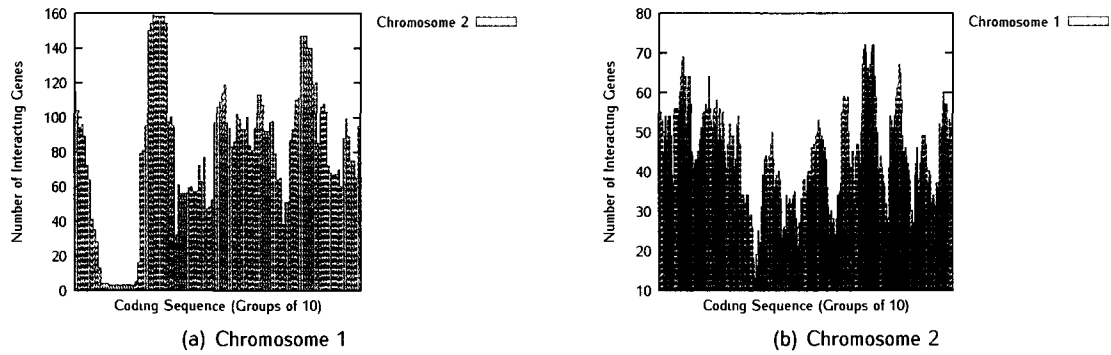 160
140
120
100
80
60
40
20
0
Number of Interacting Genes
Chromosome 2
Coding Sequence (Groups of 10)
(a) Chromosome 1
80
70
60
50
40
30
20
10
Number of Interacting Genes
Chromosome 1
Coding Sequence (Groups of 10)
(b) Chromosome 2